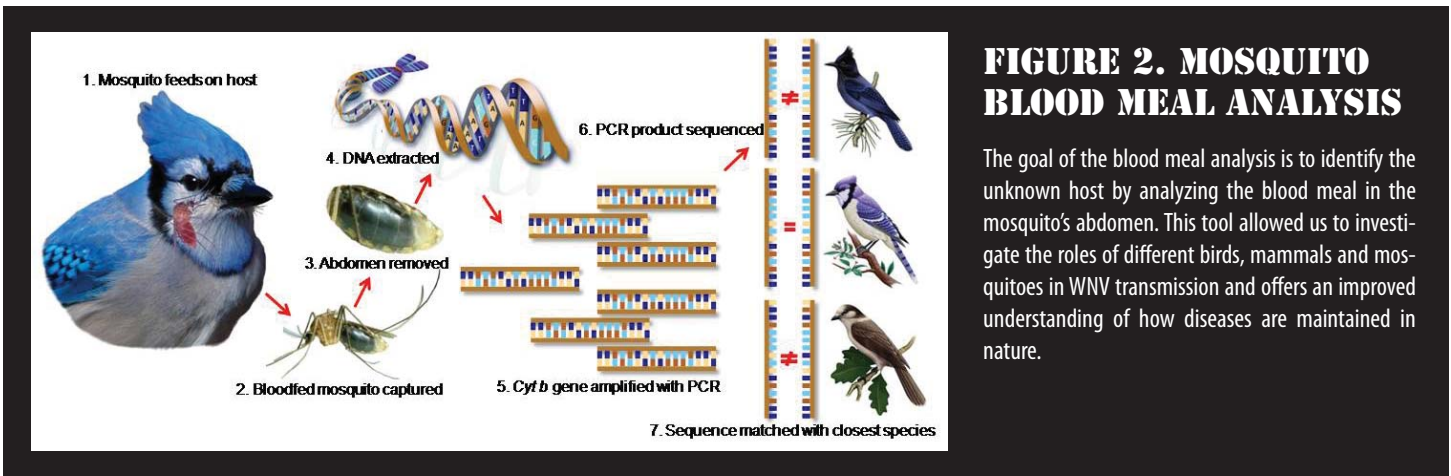 1. Mosquito feeds on host
4. DNA extracted
3. Abdomen removed
2. Bloodfed mosquito captured
5. Cyt b gene amplified with PCR
6. PCR product sequenced
≠
=
≠
7. Sequence matched with closest species
FIGURE 2. MOSQUITO
BLOOD MEAL ANALYSIS
The goal of the blood meal analysis is to identify the
unknown host by analyzing the blood meal in the
mosquito’s abdomen. This tool allowed us to investi-
gate the roles of different birds, mammals and mos-
quitoes in WNV transmission and offers an improved
understanding of how diseases are maintained in
nature.